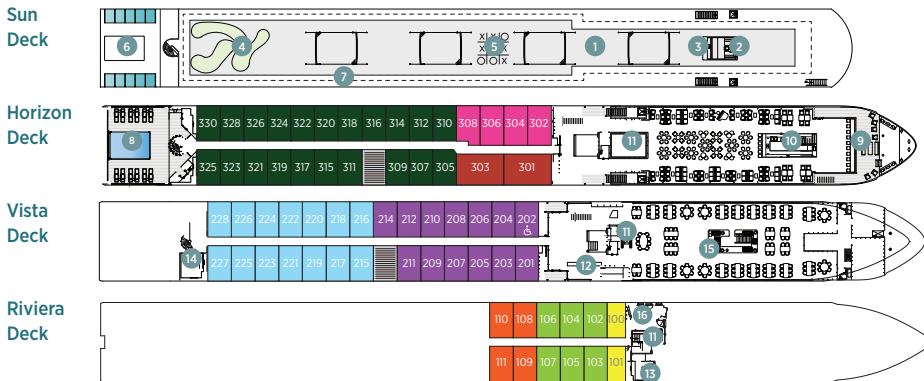 Sun
Deck
6 4 7 5 1 3 2
X X
X
O O X
Horizon
Deck
8 330 328 326 324 322 320 318 316 314 312 310 308 306 304 302 11 10 9
325 323 321 319 317 315 311 309 307 305 303 301
Vista
Deck
228 226 224 222 220 218 216 214 212 210 208 206 204 202 11 15
14 227 225 223 221 219 217 215 211 209 207 205 203 201 12
Riviera
Deck
110 108 106 104 102 100 16 11
111 109 107 105 103 101 13